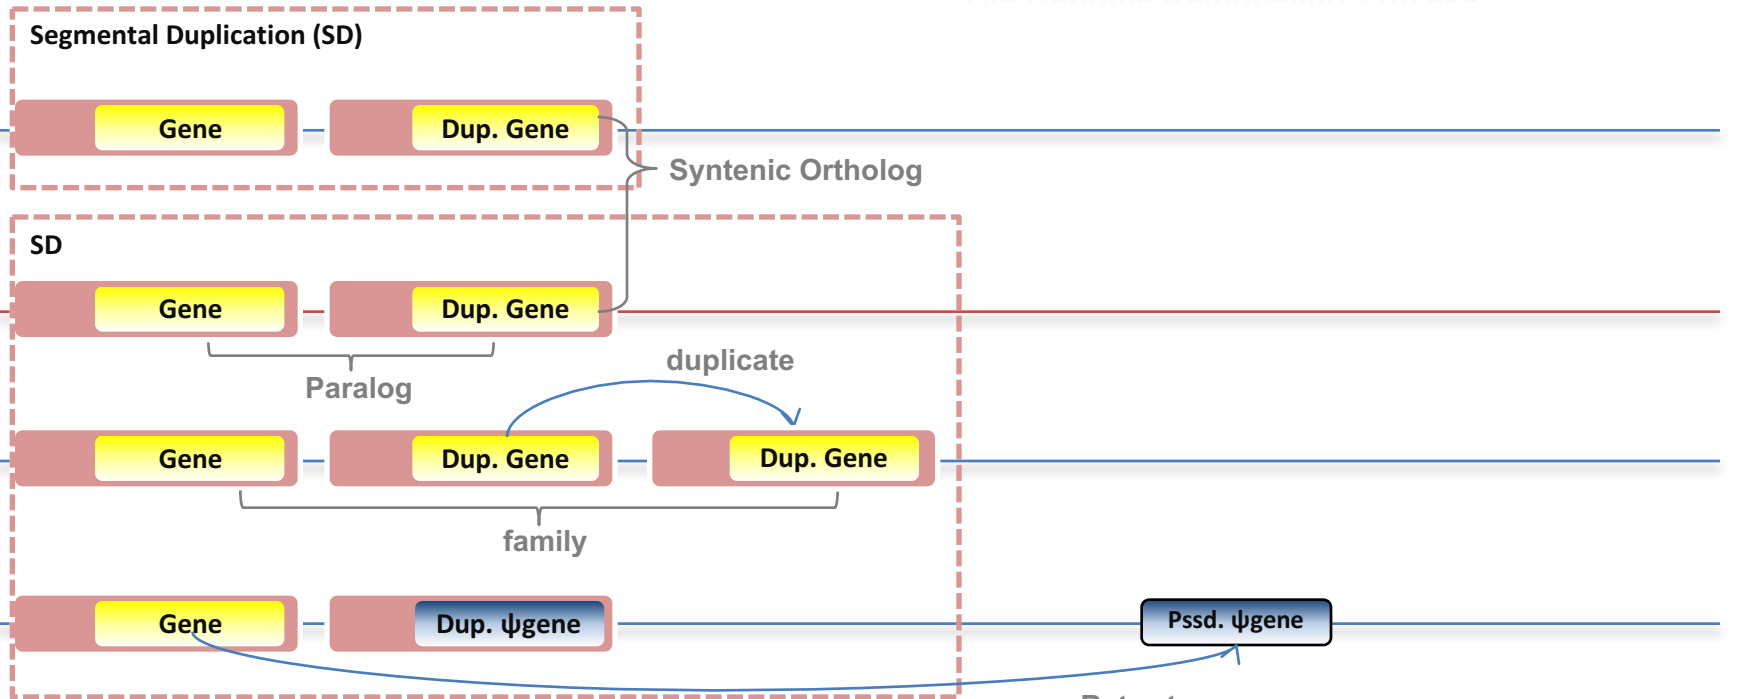 Segmental Duplication (SD)
Gene
Dup. Gene
Syntenic Ortholog
SD
Gene
Dup. Gene
Paralog
duplicate
Gene
Dup. Gene
Dup. Gene
family
Gene
Dup. ψgene
Pssd. ψgene